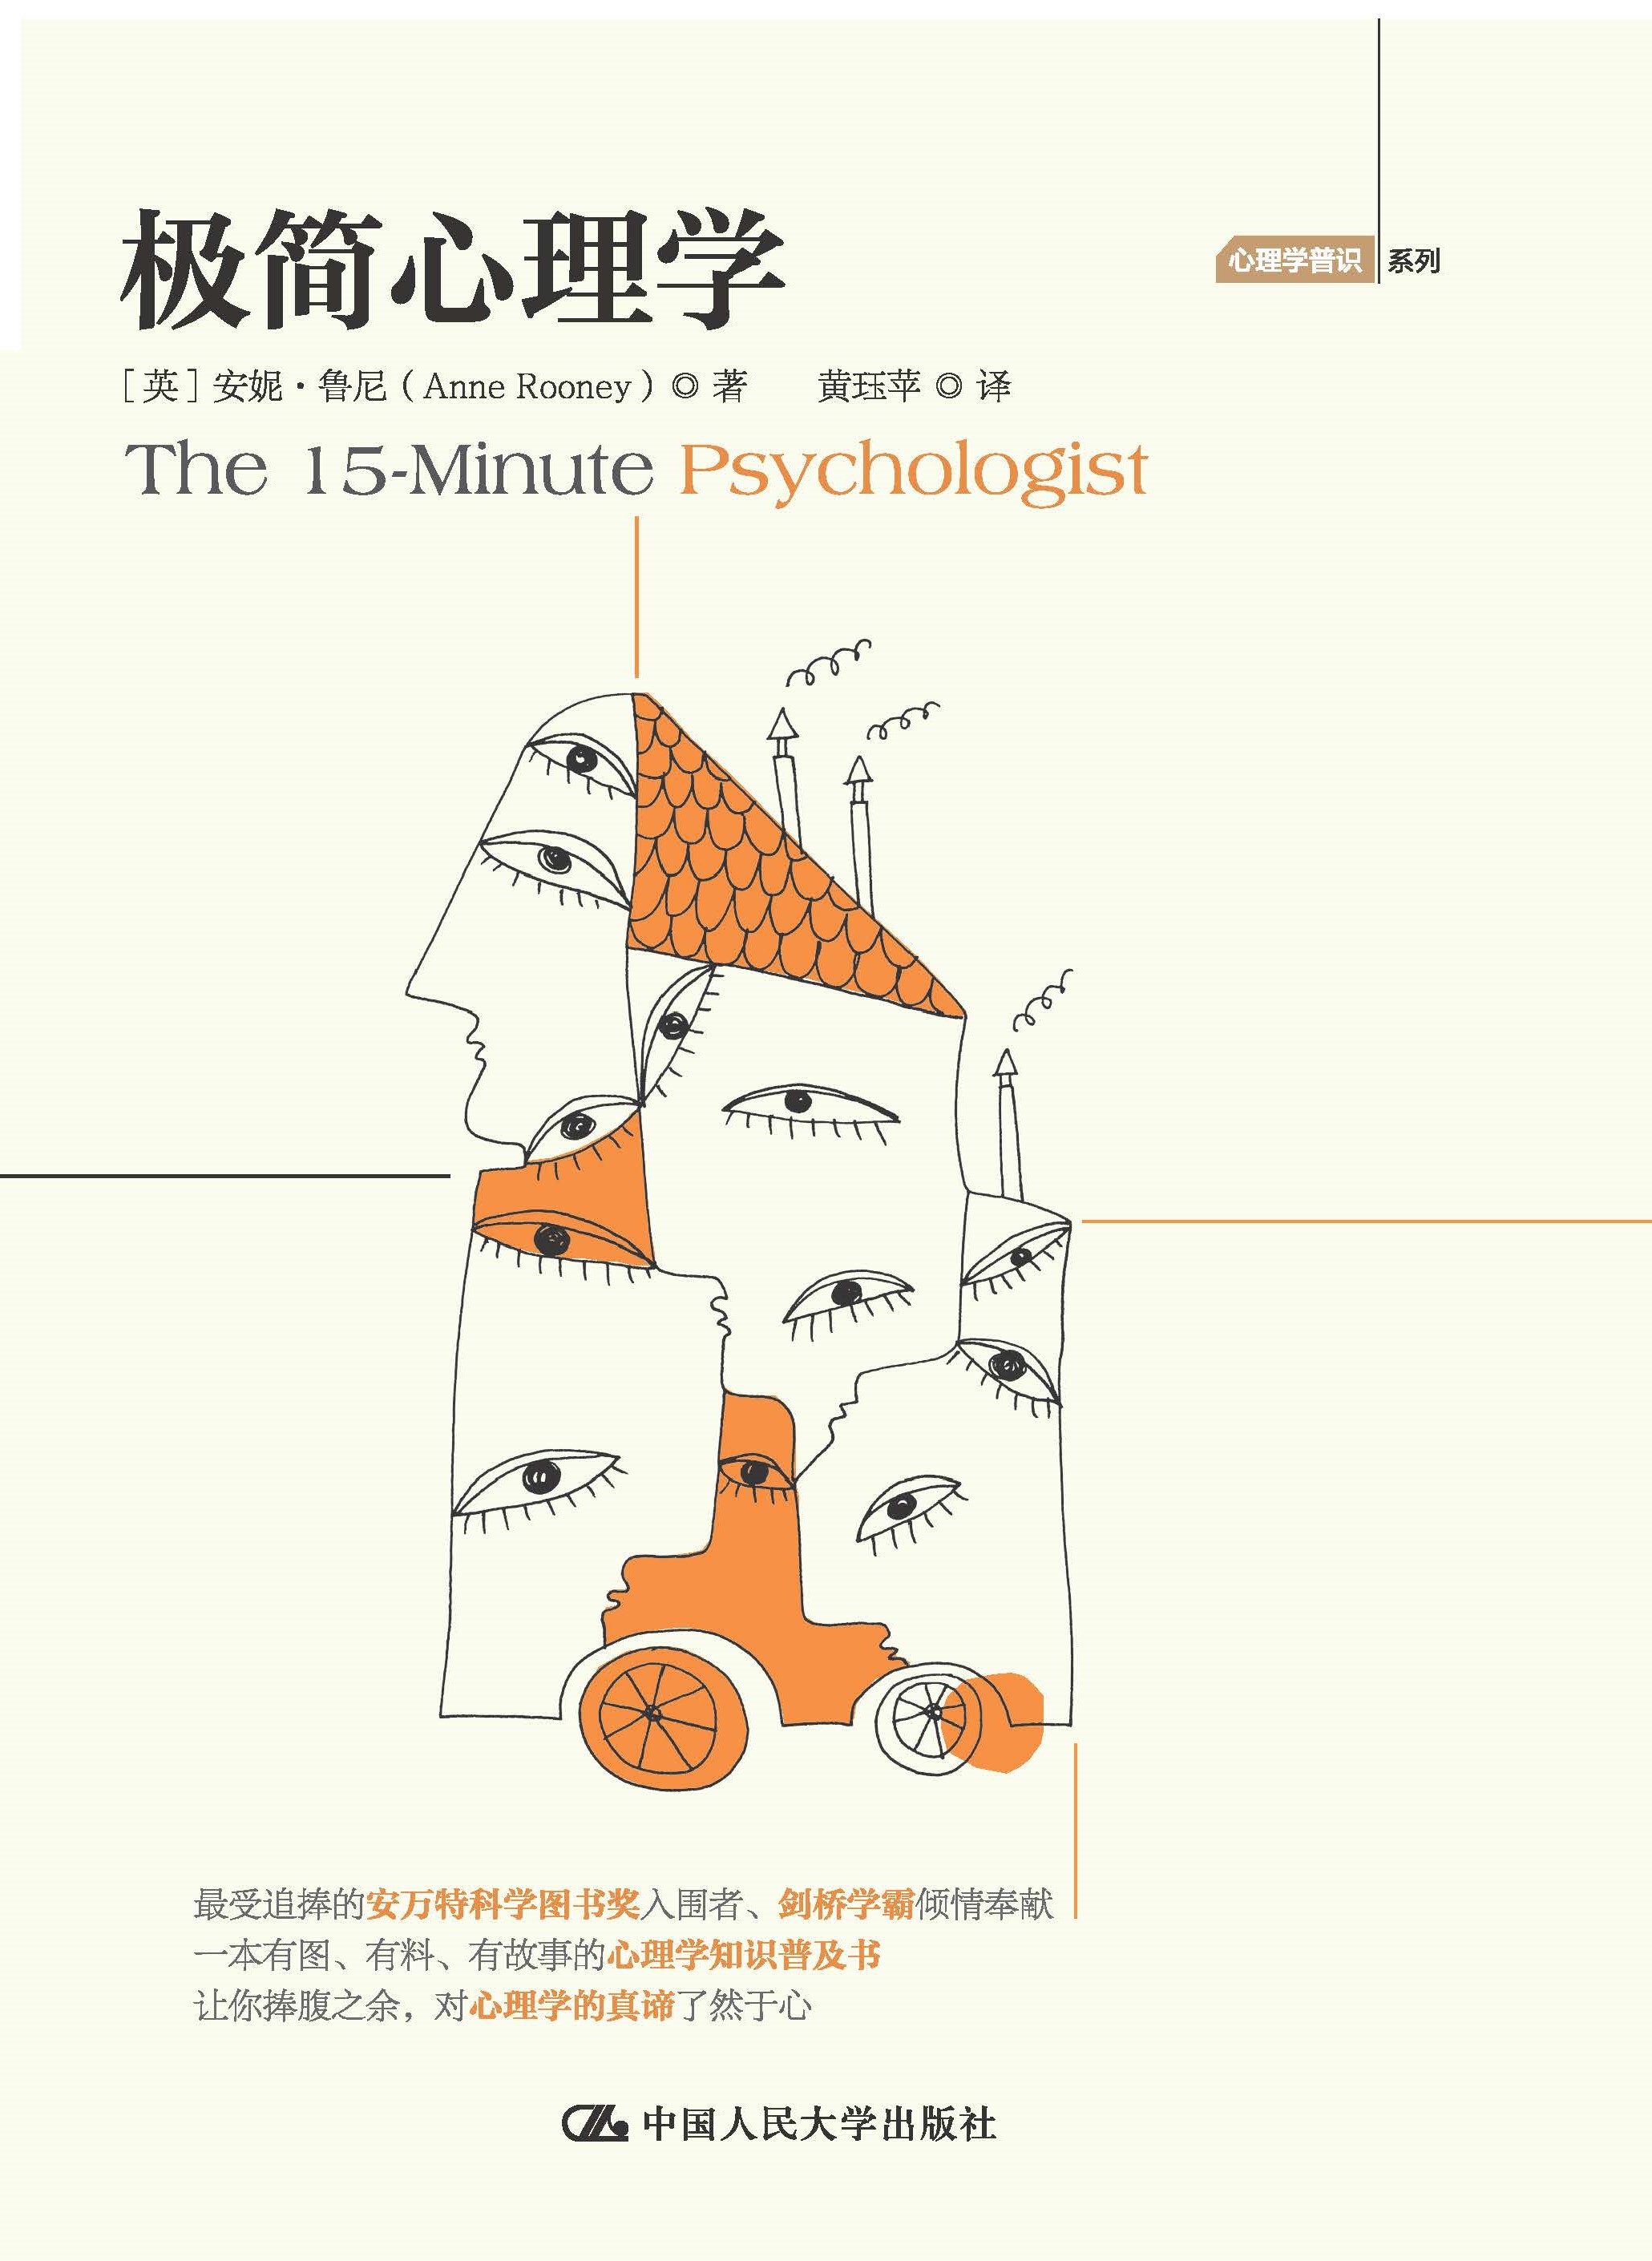 极简心理学
心理学普识 系列
［英］安妮·鲁尼（Anne Rooney）◎ 著 黄珏苹 ◎ 译
The 15-Minute Psychologist
最受追捧的安万特科学图书奖入围者、剑桥学霸倾情奉献
一本有图、有料、有故事的心理学知识普及书
让你捧腹之余，对心理学的真谛了然于心
中国人民大学出版社